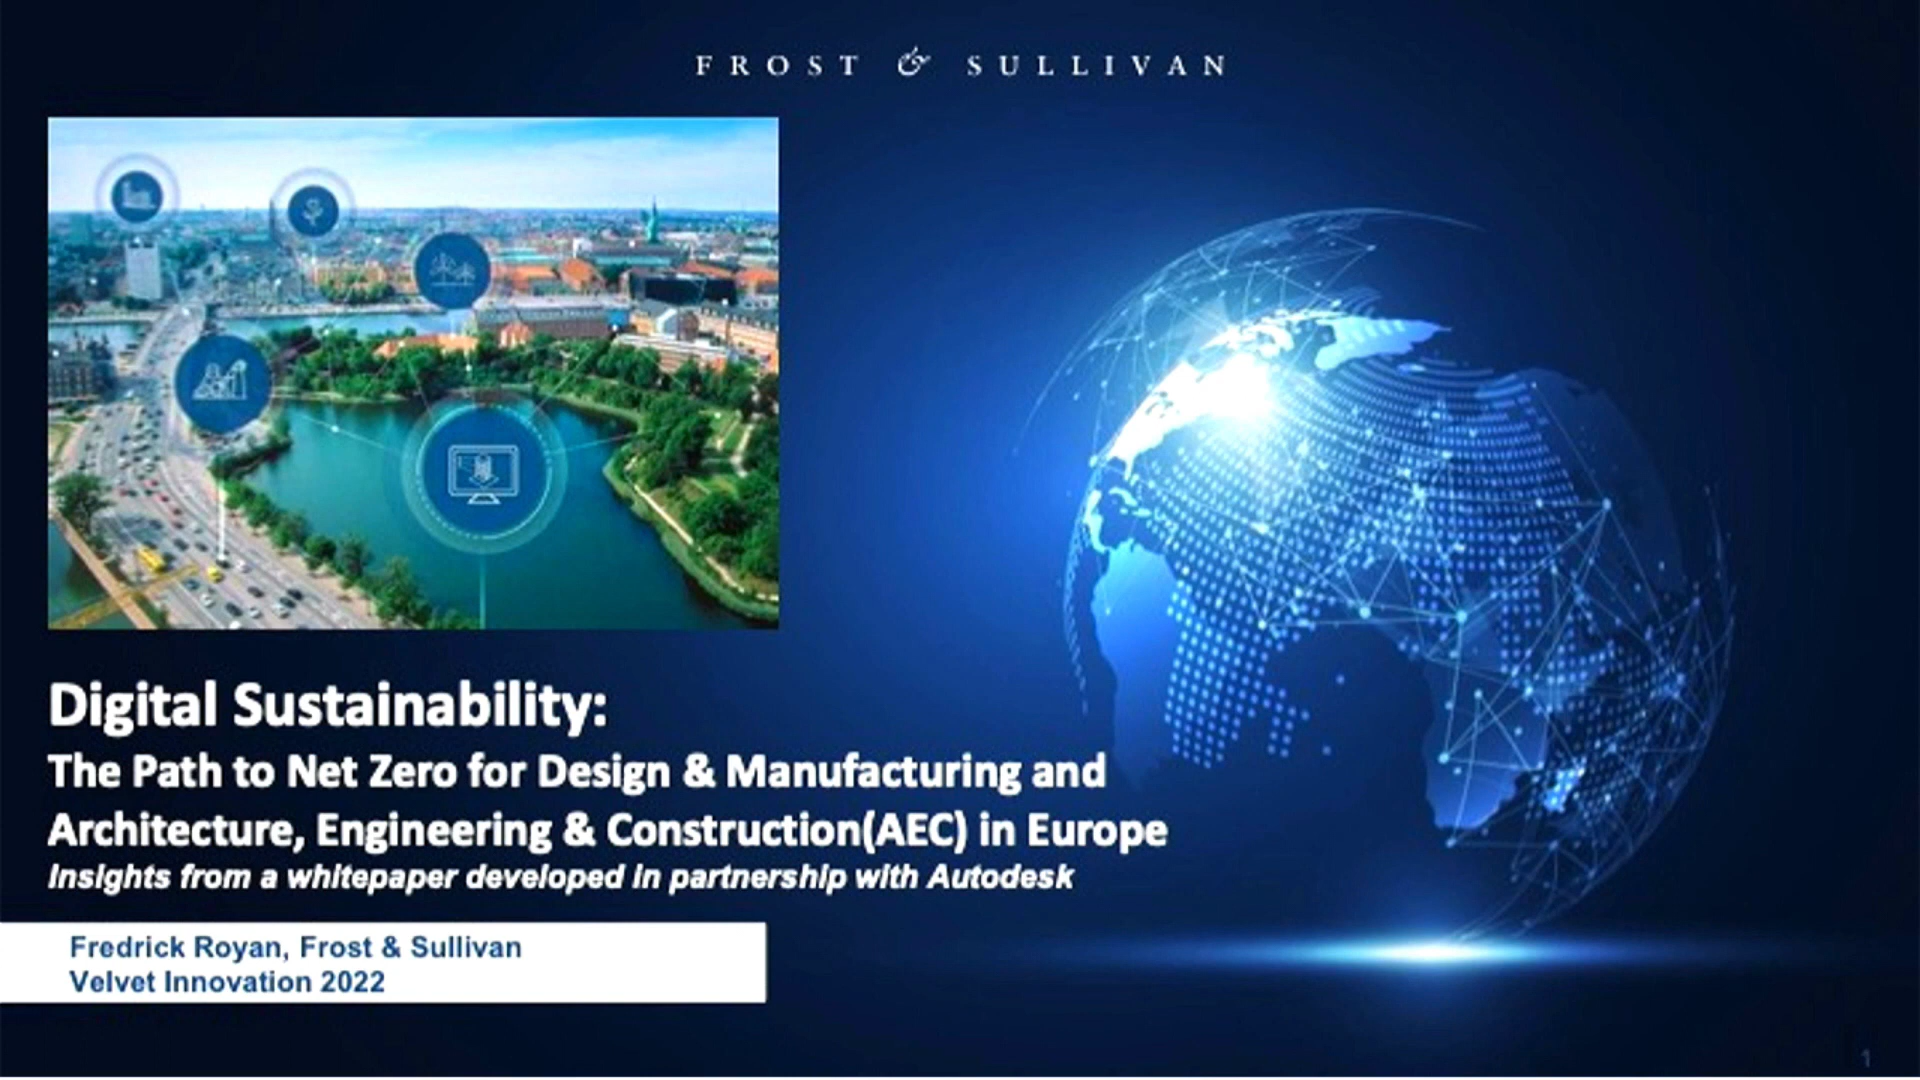 FROST & SULLIVAN
Digital Sustainability:
The Path to Net Zero for Design & Manufacturing and
Architecture, Engineering & Construction(AEC) in Europe
Insights from a whitepaper developed in partnership with Autodesk
Fredrick Royan, Frost & Sullivan
Velvet Innovation 2022
1